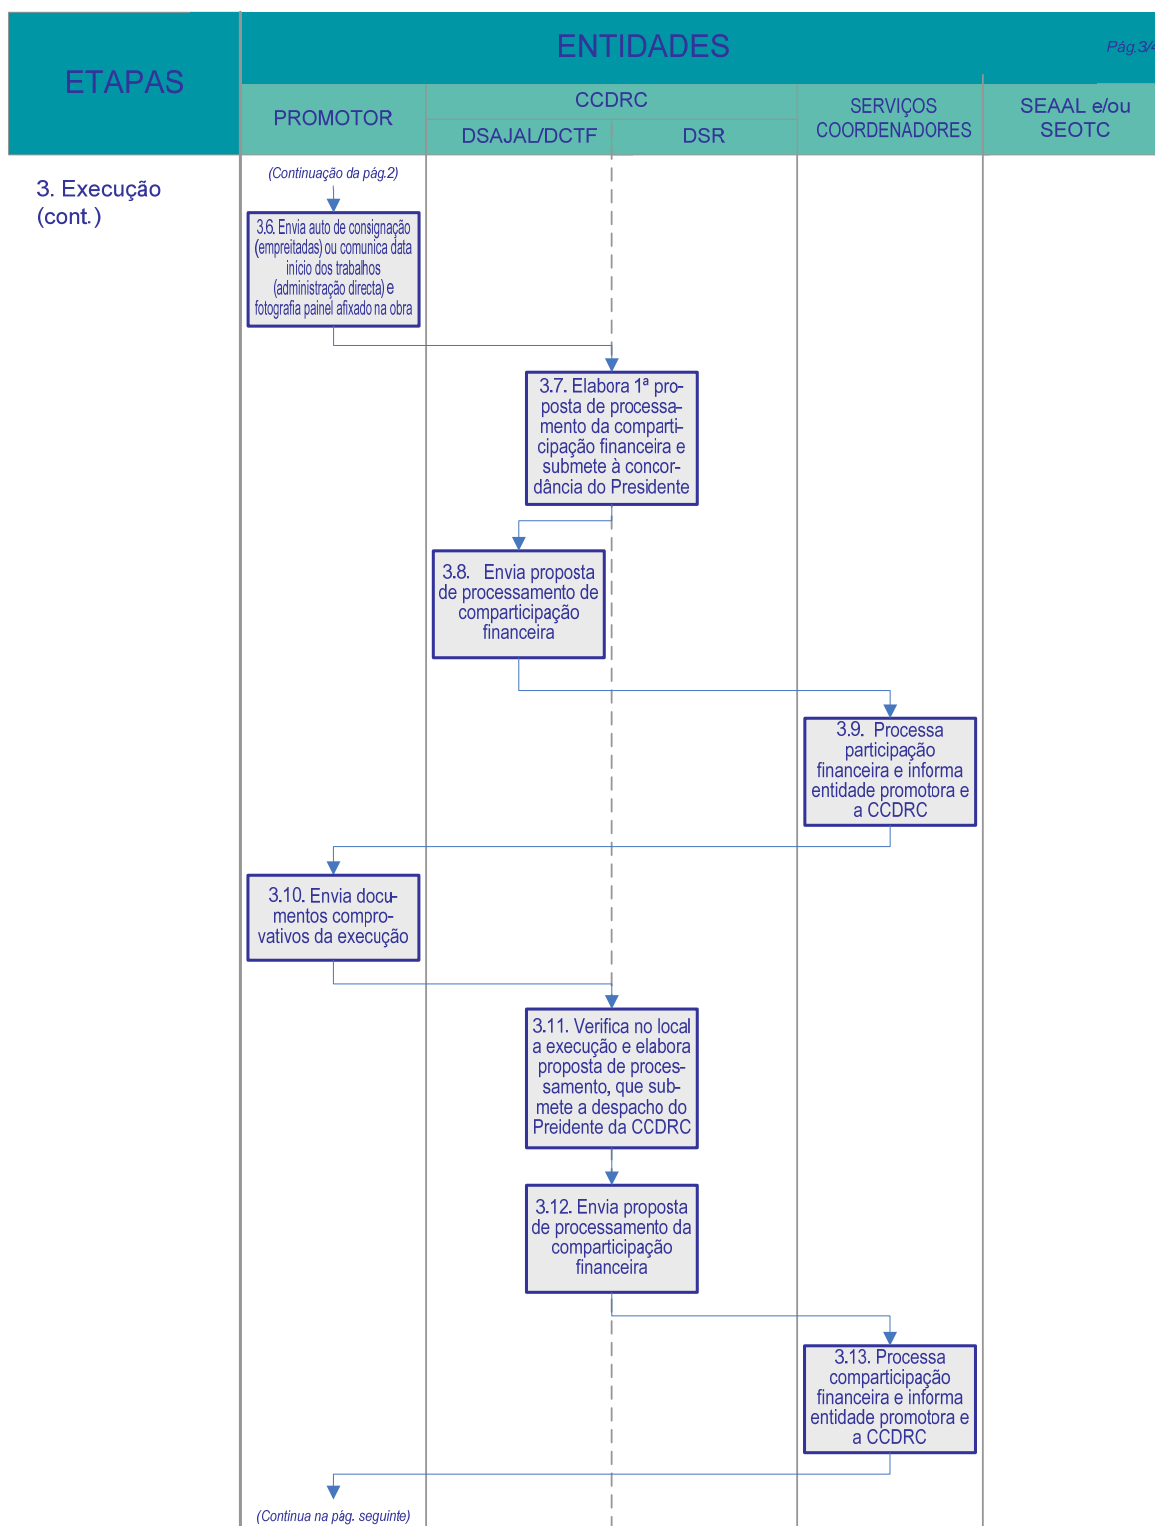 ETAPAS
ENTIDADES
Pág.3/4
PROMOTOR
CCDRC
DSAJAL/DCTF
DSR
SERVIÇOS
COORDENADORES
SEAAL e/ou
SEOTC
3. Execução
(cont.)
(Continuação da pág.2)
3.6. Envia auto de consignação
(empreitadas) ou comunica data
início dos trabalhos
(administração directa) e
fotografia painel afixado na obra
3.7. Elabora 1ª pro-
posta de processa-
mento da comparti-
cipação financeira e
submete à concor-
dância do Presidente
3.8. Envia proposta
de processamento de
comparticipação
financeira
3.9. Processa
participação
financeira e informa
entidade promotora e
a CCDRC
3.10. Envia docu-
mentos compro-
vativos da execução
3.11. Verifica no local
a execução e elabora
proposta de proces-
samento, que sub-
mete a despacho do
Preidente da CCDRC
3.12. Envia proposta
de processamento da
comparticipação
financeira
3.13. Processa
comparticipação
financeira e informa
entidade promotora e
a CCDRC
(Continua na pág. seguinte)